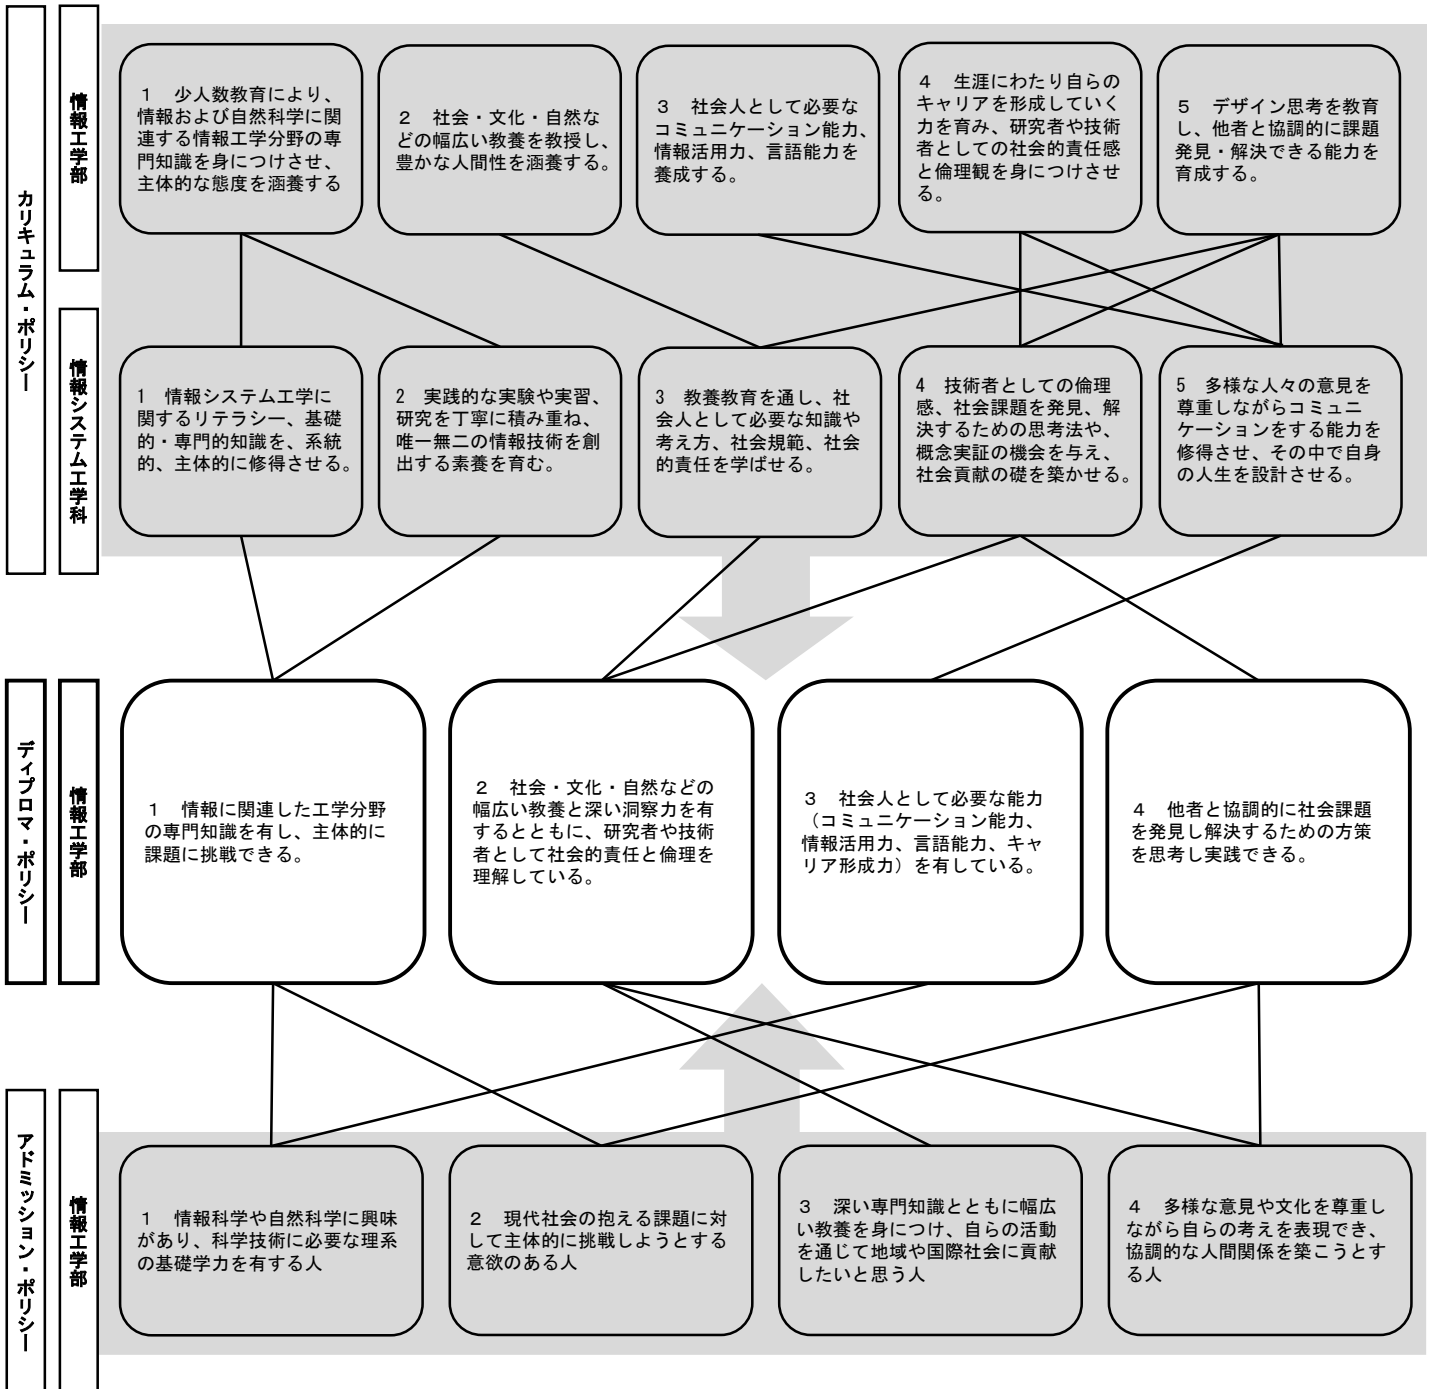 カリキュラム・ポリシー
情報工学部
1　少人数教育により、
情報および自然科学に関
連する情報工学分野の専
門知識を身につけさせ、
主体的な態度を涵養する
2　社会・文化・自然な
どの幅広い教養を教授し、
豊かな人間性を涵養する。
3　社会人として必要な
コミュニケーション能力、
情報活用力、言語能力を
養成する。
4　生涯にわたり自らの
キャリアを形成していく
力を育み、研究者や技術
者としての社会的責任感
と倫理観を身につけさせ
る。
5　デザイン思考を教育
し、他者と協調的に課題
発見・解決できる能力を
育成する。
情報システム工学科
1　情報システム工学に
関するリテラシー、基礎
的・専門的知識を、系統
的、主体的に修得させる。
2　実践的な実験や実習、
研究を丁寧に積み重ね、
唯一無二の情報技術を創
出する素養を育む。
3　教養教育を通し、社
会人として必要な知識や
考え方、社会規範、社会
的責任を学ばせる。
4　技術者としての倫理
感、社会課題を発見、解
決するための思考法や、
概念実証の機会を与え、
社会貢献の礎を築かせる。
5　多様な人々の意見を
尊重しながらコミュニ
ケーションをする能力を
修得させ、その中で自身
の人生を設計させる。
ディプロマ・ポリシー
情報工学部
1　情報に関連した工学分野
の専門知識を有し、主体的に
課題に挑戦できる。
2　社会・文化・自然などの
幅広い教養と深い洞察力を有
するとともに、研究者や技術
者として社会的責任と倫理を
理解している。
3　社会人として必要な能力
（コミュニケーション能力、
情報活用力、言語能力、キャ
リア形成力）を有している。
4　他者と協調的に社会課題
を発見し解決するための方策
を思考し実践できる。
アドミッション・ポリシー
情報工学部
1　情報科学や自然科学に興味
があり、科学技術に必要な理系
の基礎学力を有する人
2　現代社会の抱える課題に対
して主体的に挑戦しようとする
意欲のある人
3　深い専門知識とともに幅広
い教養を身につけ、自らの活動
を通じて地域や国際社会に貢献
したいと思う人
4　多様な意見や文化を尊重し
ながら自らの考えを表現でき、
協調的な人間関係を築こうとす
る人